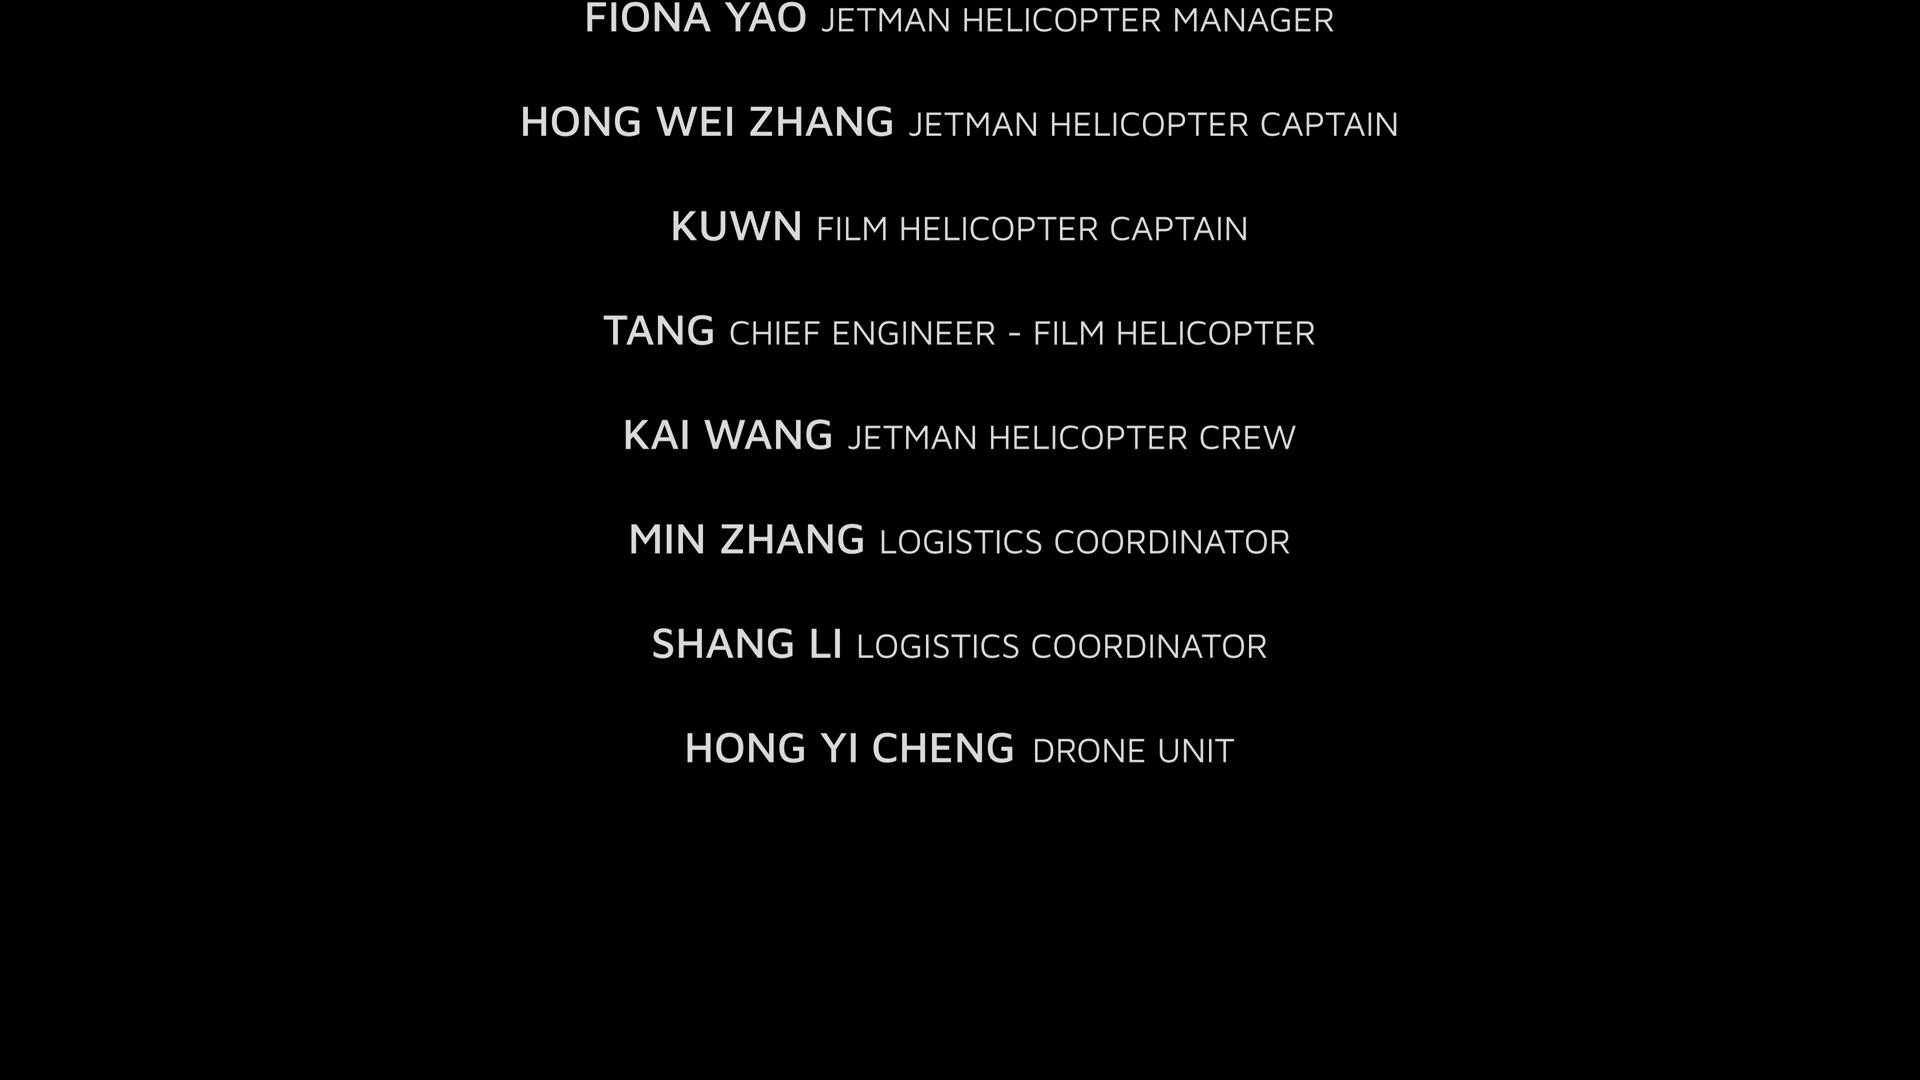 FIONA YAO JETMAN HELICOPTER MANAGER
HONG WEI ZHANG JETMAN HELICOPTER CAPTAIN
KUWN FILM HELICOPTER CAPTAIN
TANG CHIEF ENGINEER - FILM HELICOPTER
KAI WANG JETMAN HELICOPTER CREW
MIN ZHANG LOGISTICS COORDINATOR
SHANG LI LOGISTICS COORDINATOR
HONG YI CHENG DRONE UNIT